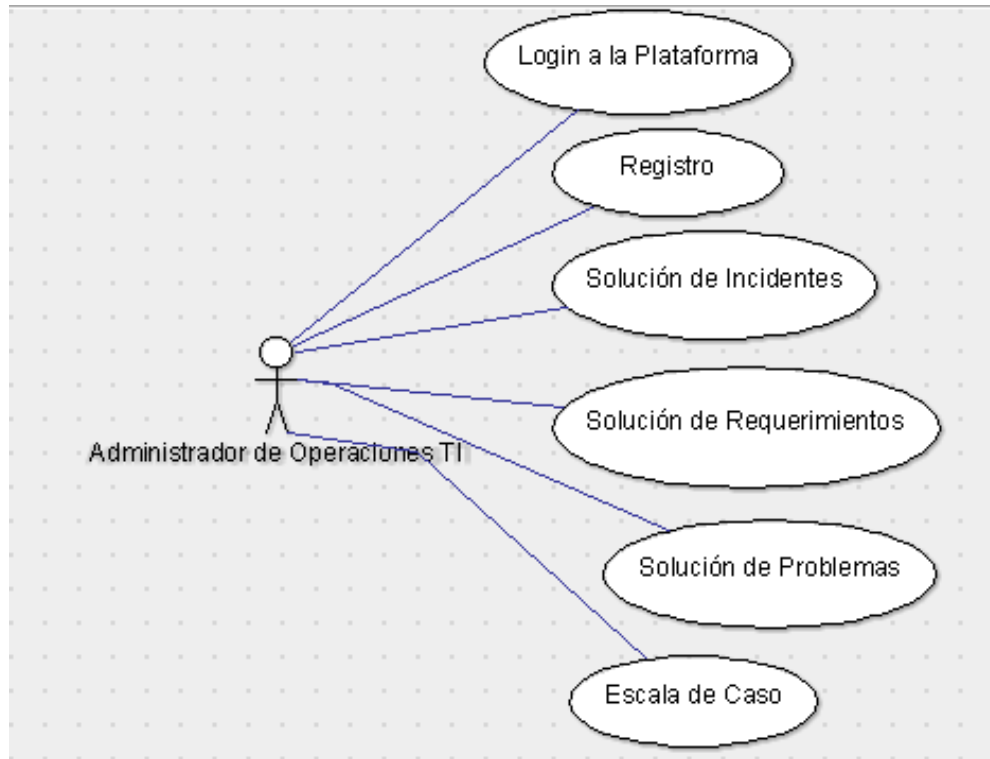 Login a la Plataforma
Registro
Solución de Incidentes
Administrador de Operaciones TI
Solución de Requerimientos
Solución de Problemas
Escala de Caso